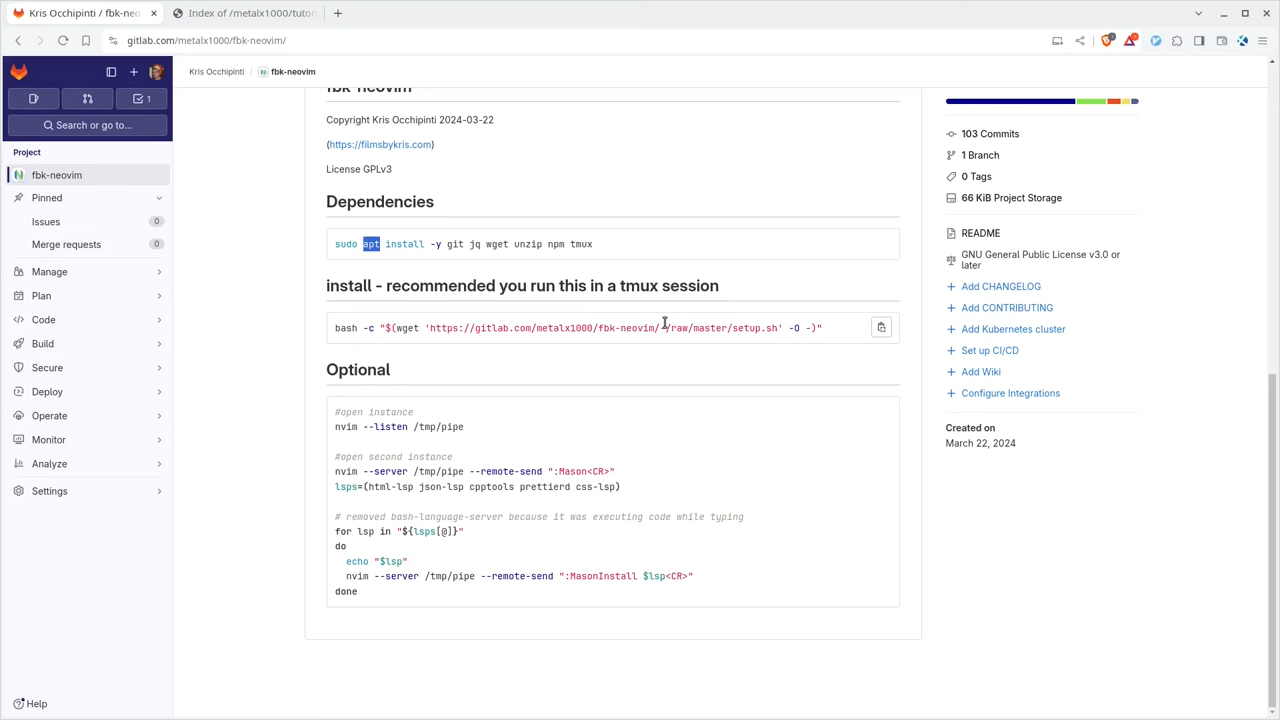 Kris Occhipinti / fbk-neo
Index of /metalx1000/tutor
gitlab.com/metalx1000/fbk-neovim/
Kris Occhipinti / fbk-neovim
1
Search or go to...
Project
fbk-neovim
Pinned
Issues 0
Merge requests 0
Manage
Plan
Code
Build
Secure
Deploy
Operate
Monitor
Analyze
Settings
Help
fbk-neovim
Copyright Kris Occhipinti 2024-03-22
(https://filmsbykris.com)
License GPLv3
Dependencies
sudo apt install -y git jq wget unzip npm tmux
install - recommended you run this in a tmux session
bash -c "$(wget 'https://gitlab.com/metalx1000/fbk-neovim/-/raw/master/setup.sh' -O -)"
Optional
#open instance
nvim --listen /tmp/pipe
#open second instance
nvim --server /tmp/pipe --remote-send ":Mason<CR>"
lsps=(html-lsp json-lsp cpptools prettierd css-lsp)
# removed bash-language-server because it was executing code while typing
for lsp in "${lsps[@]}"
do
echo "$lsp"
nvim --server /tmp/pipe --remote-send ":MasonInstall $lsp<CR>"
done
103 Commits
1 Branch
0 Tags
66 KiB Project Storage
README
GNU General Public License v3.0 or
later
Add CHANGELOG
Add CONTRIBUTING
Add Kubernetes cluster
Set up CI/CD
Add Wiki
Configure Integrations
Created on
March 22, 2024